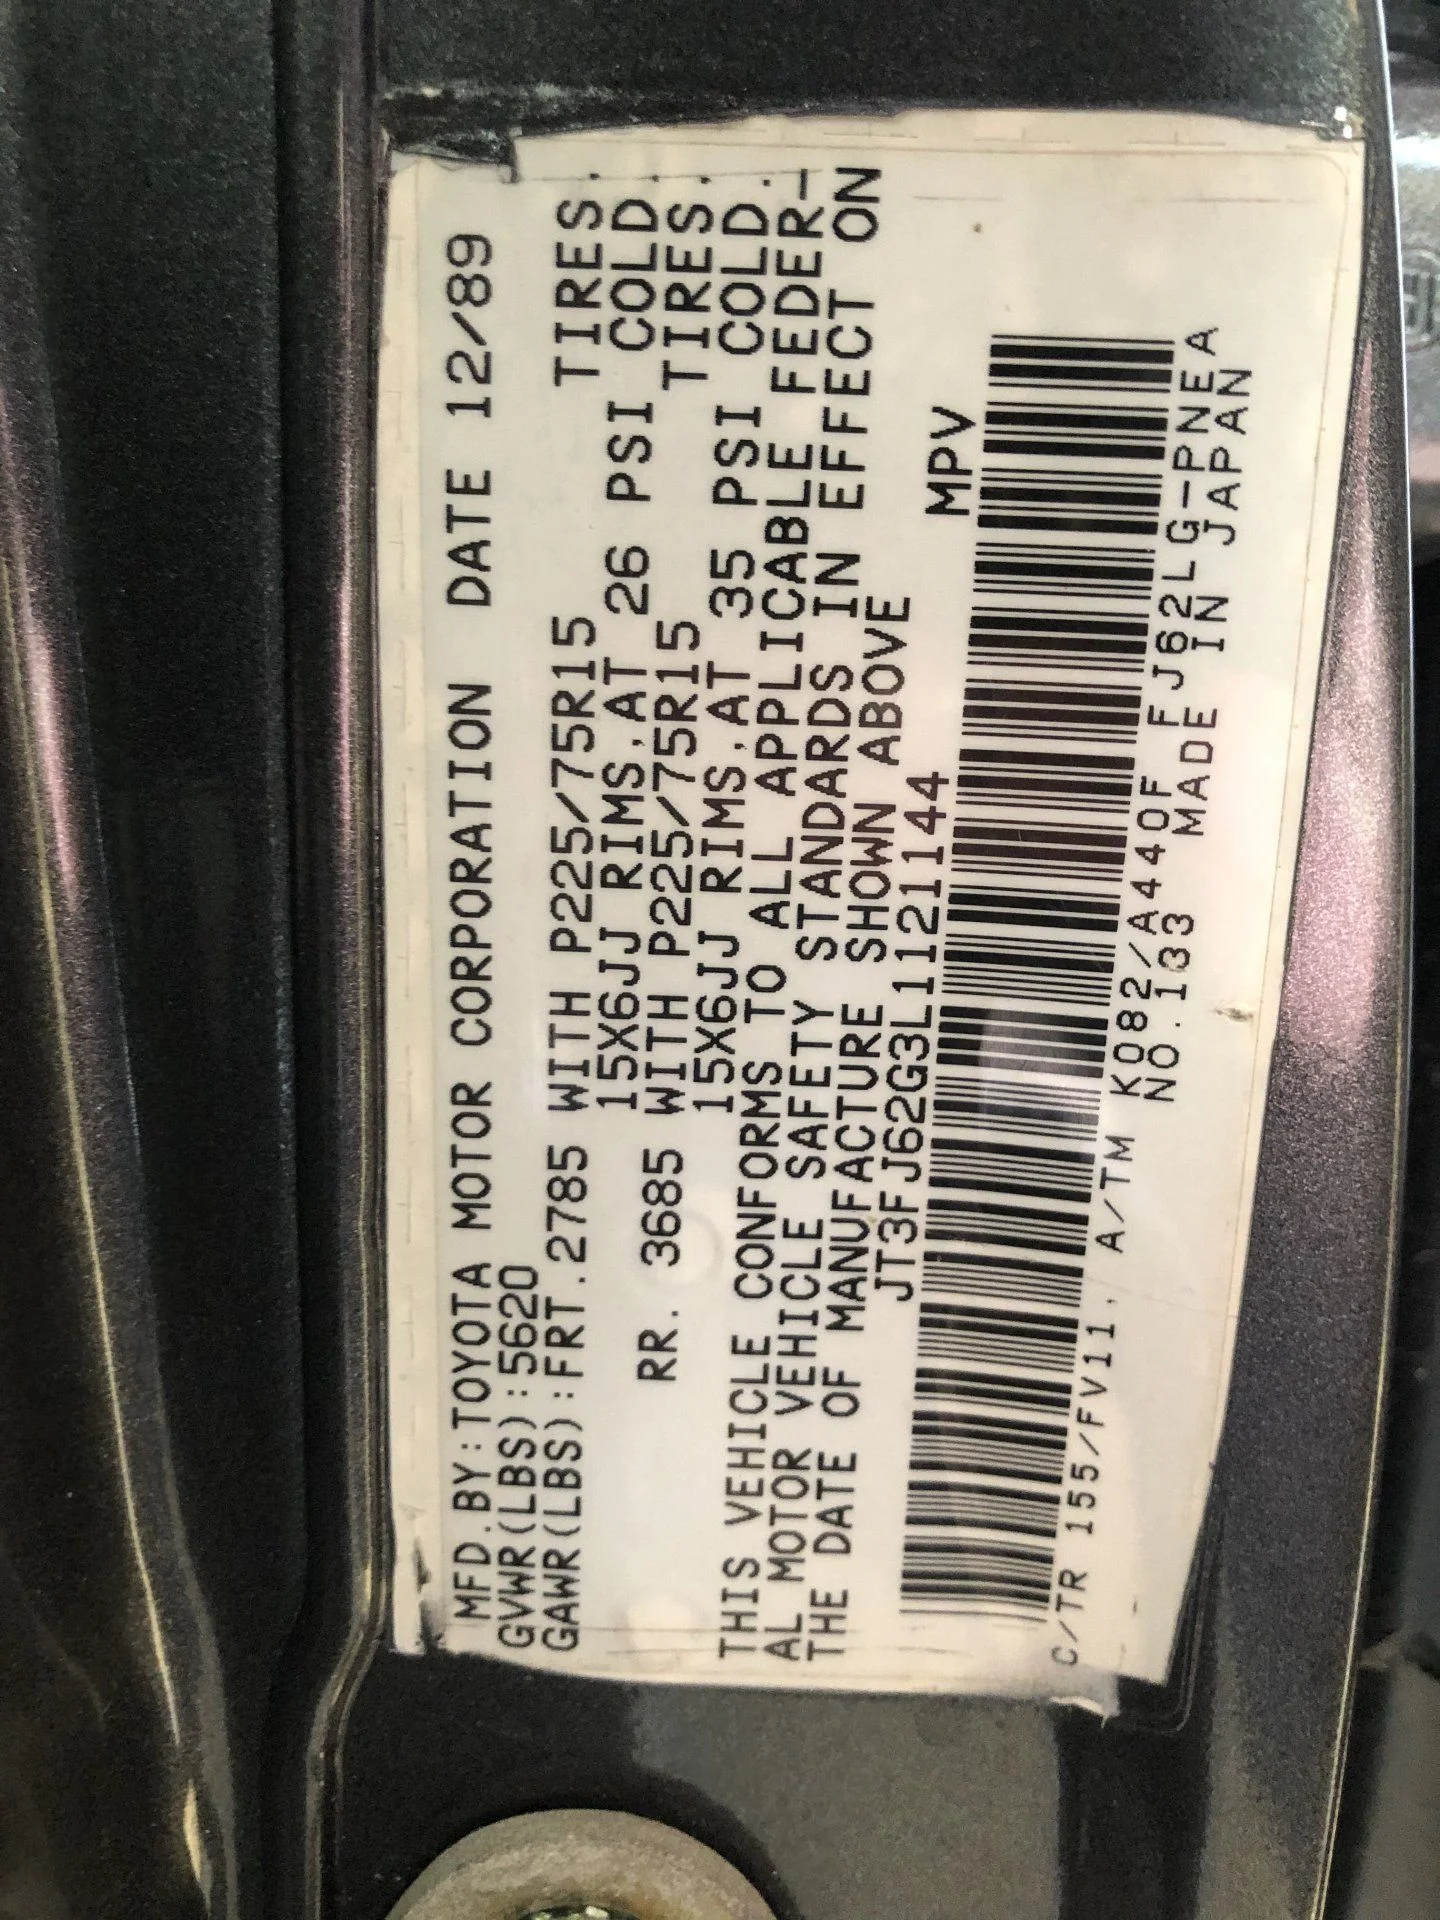 MFD.BY:TOYOTA MOTOR CORPORATION DATE 12/89
GVWR(LBS):5620
GAWR(LBS):FRT.2785 WITH P225/75R15 TIRES.
15X6JJ RIMS.AT 26 PSI COLD.
RR. 3685 WITH P225/75R15 TIRES.
15X6JJ RIMS.AT 35 PSI COLD.
THIS VEHICLE CONFORMS TO ALL APPLICABLE FEDER-
AL MOTOR VEHICLE SAFETY STANDARDS IN EFFECT ON
THE DATE OF MANUFACTURE SHOWN ABOVE
JT3FJ62G3L1121144 MPV
C/TR 155/FV11. A/TM K082/A440F FJ62LG-PNEA
NO.133 MADE IN JAPAN